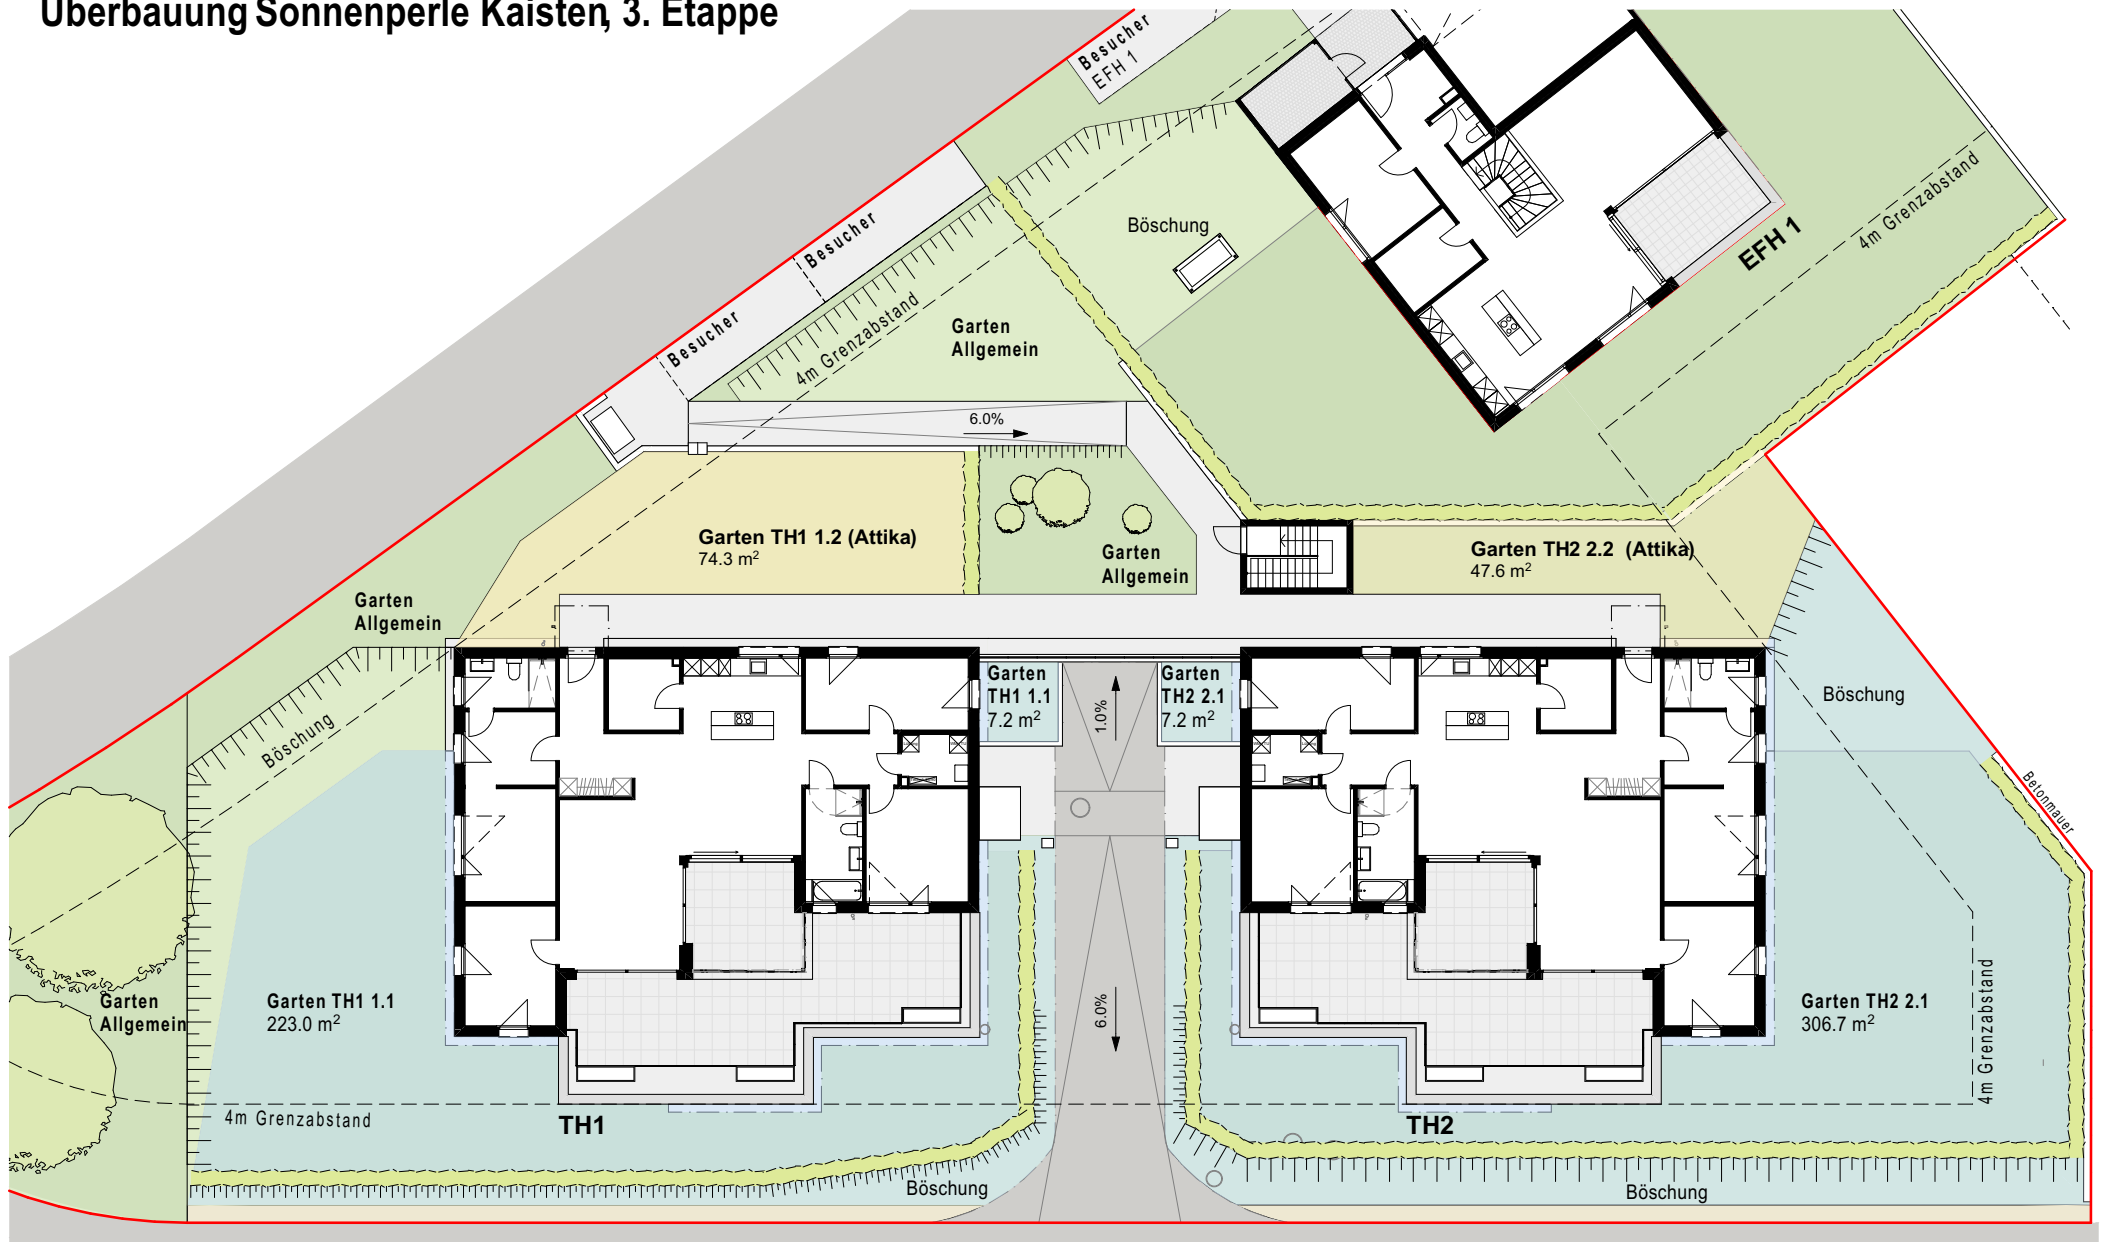 Überbauung Sonnenperle Kaisten, 3. Etappe
Besucher
EFH 1
Besucher
Besucher
4m Grenzabstand
Böschung
EFH 1
4m Grenzabstand
Garten
Allgemein
6.0%
Garten TH1 1.2 (Attika)
74.3 m²
Garten
Allgemein
Garten TH2 2.2 (Attika)
47.6 m²
Garten
Allgemein
Böschung
Garten
TH1 1.1
7.2 m²
1.0%
Garten
TH2 2.1
7.2 m²
Böschung
Betonmauer
Garten
Allgemein
Garten TH1 1.1
223.0 m²
6.0%
Garten TH2 2.1
306.7 m²
4m Grenzabstand
4m Grenzabstand
TH1
TH2
Böschung
Böschung